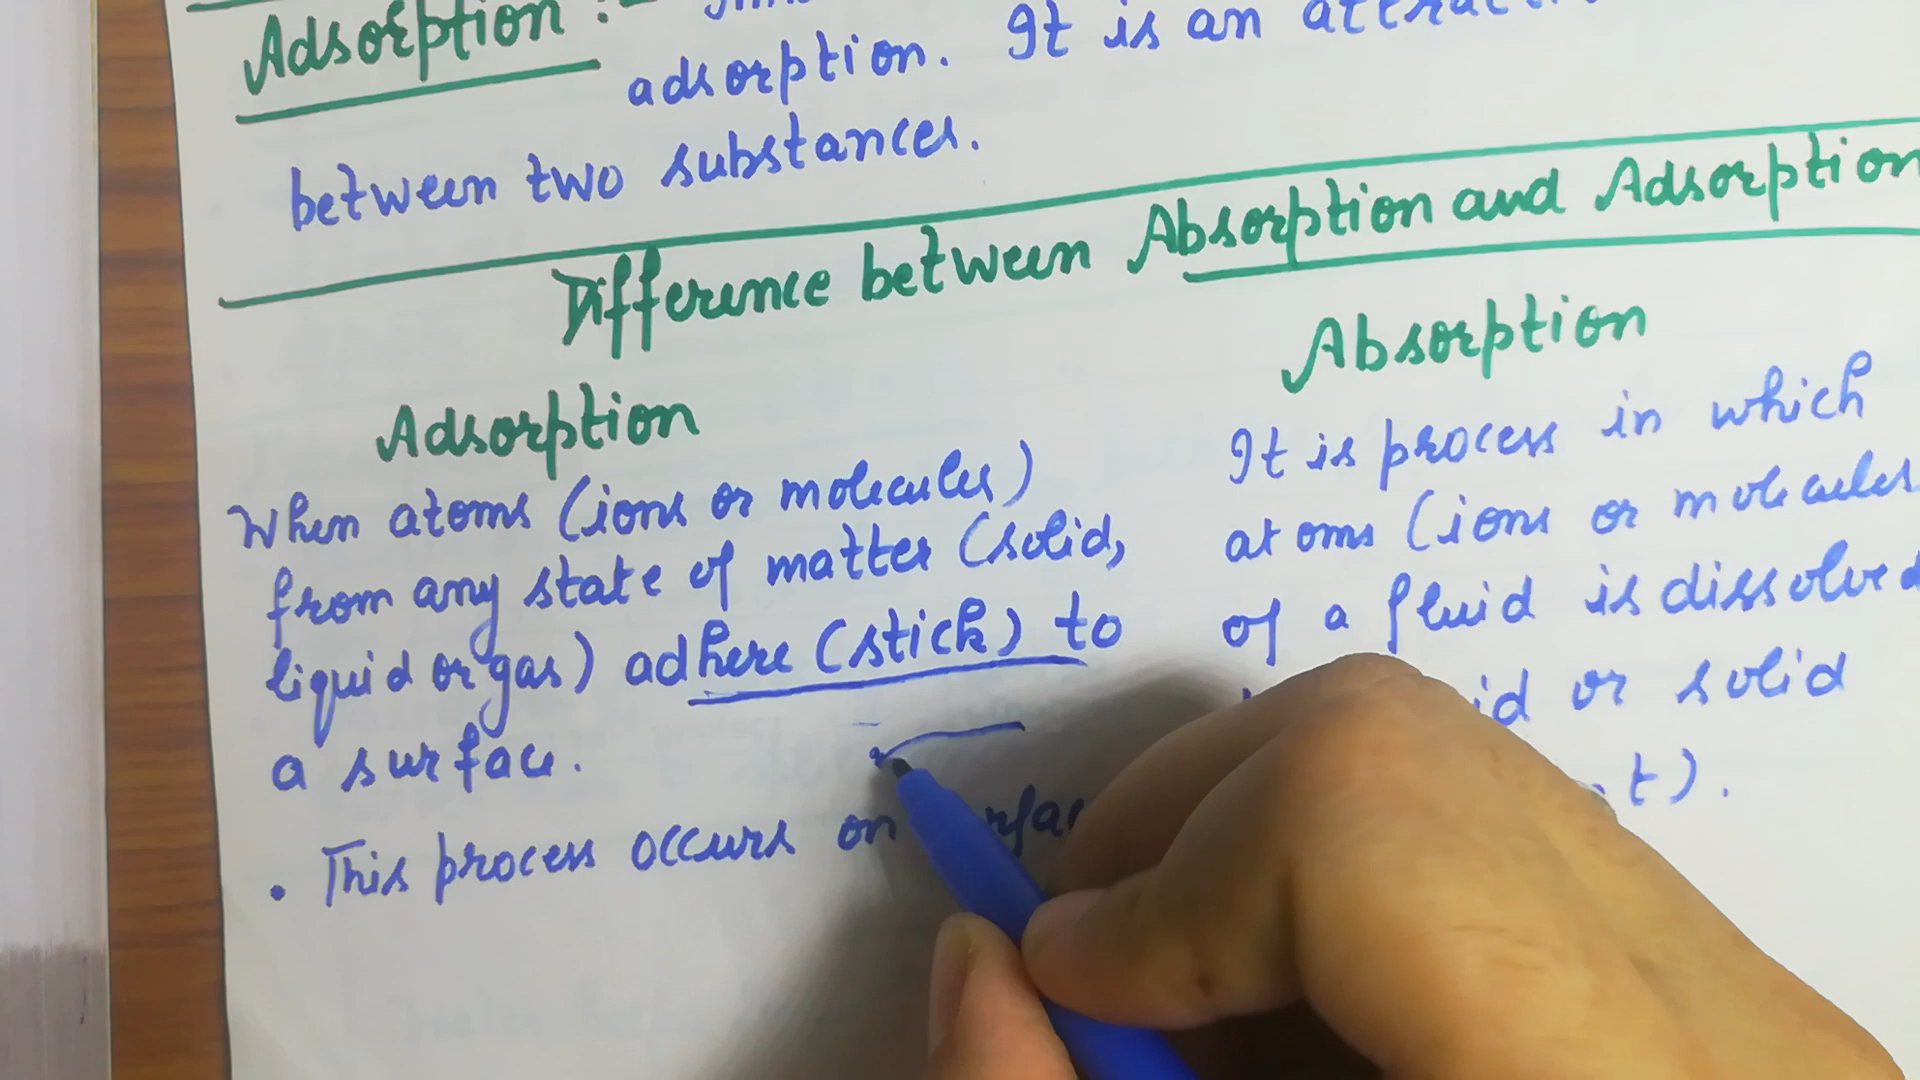 Adsorption :-
adsorption. It is an
between two substances.
Difference between Absorption and Adsorption
Adsorption
When atoms (ions or molecules)
from any state of matter (solid,
liquid or gas) adhere (stick) to
a surface.
• This process occurs on
Absorption
It is process in which
atoms (ions or molecules
of a fluid is dissolved
or solid